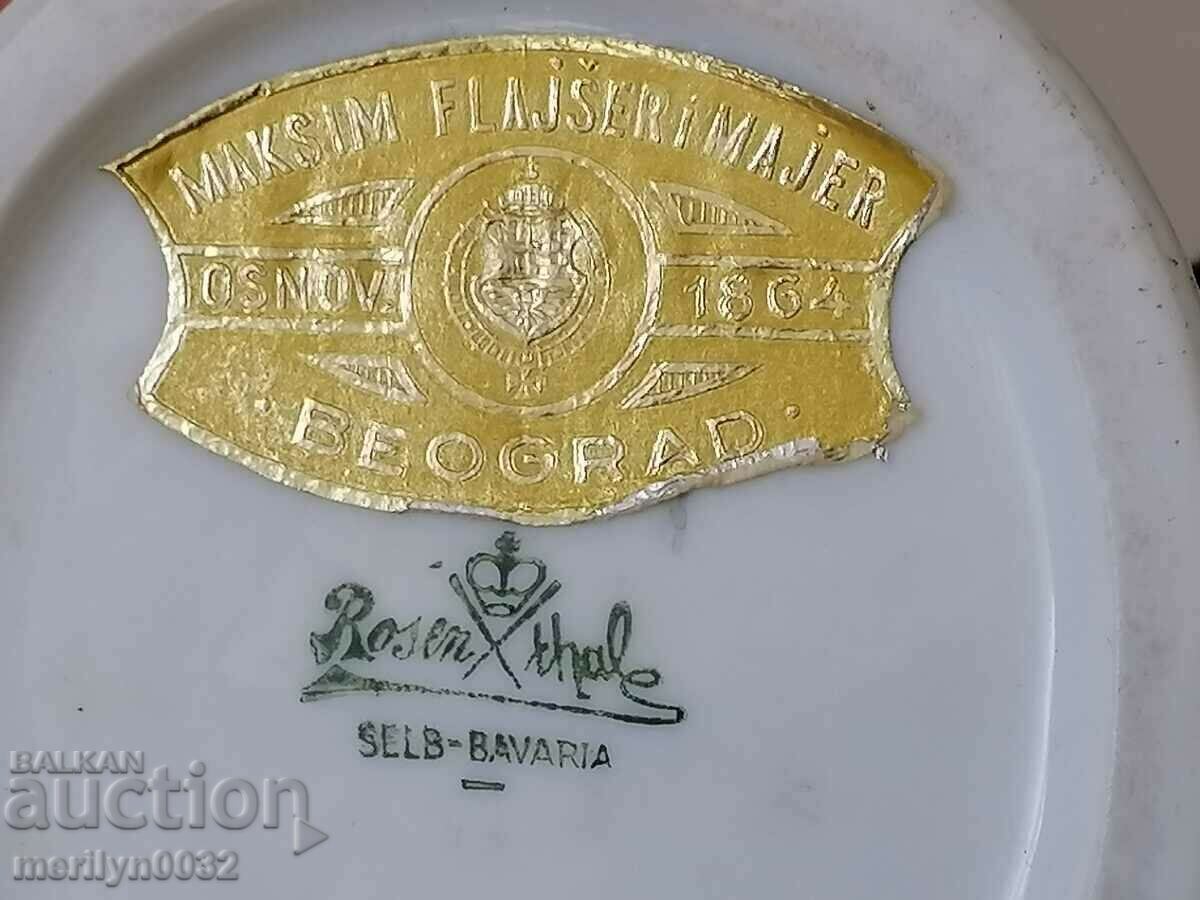 MAKSIM FLAJŠER i MAJER
OSNOV. 1864
BEOGRAD
Rosenthal
SELB-BAVARIA
BALKAN
auction
merilyn0032